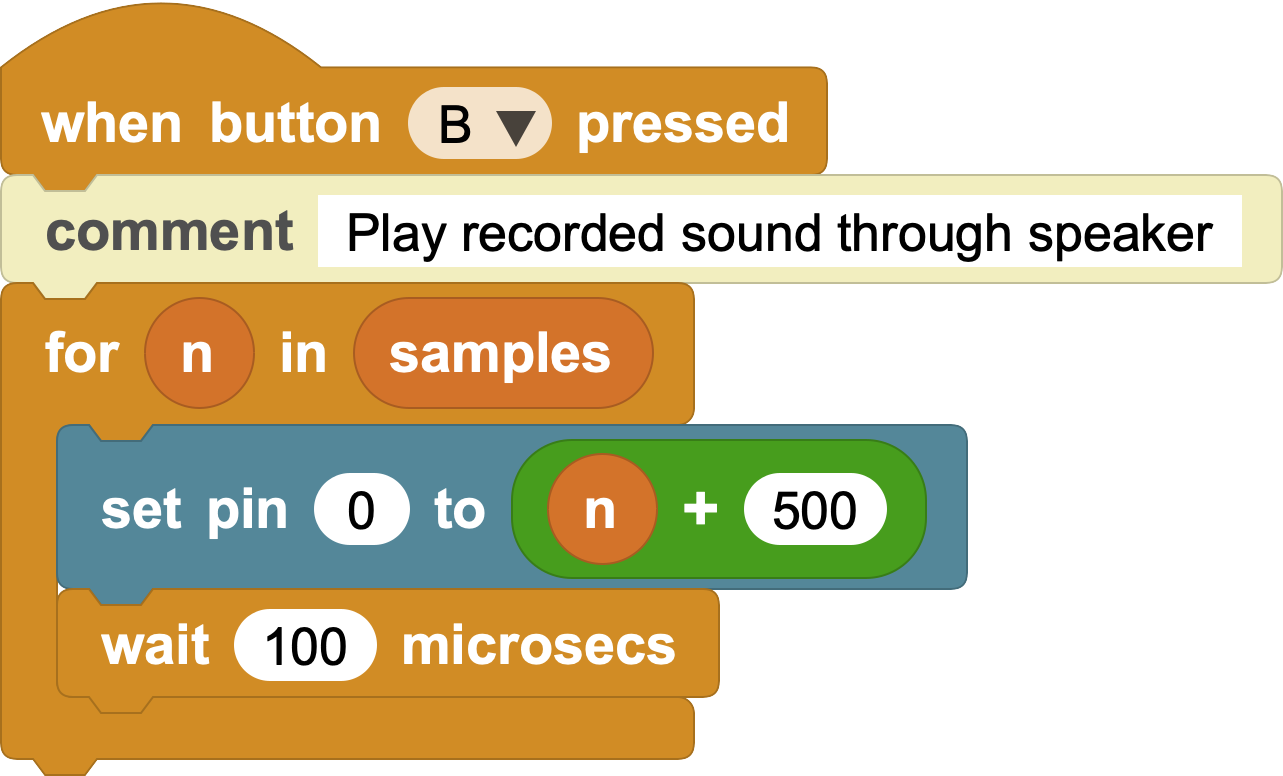 when button B pressed
comment Play recorded sound through speaker
for n in samples
set pin 0 to n + 500
wait 100 microsecs